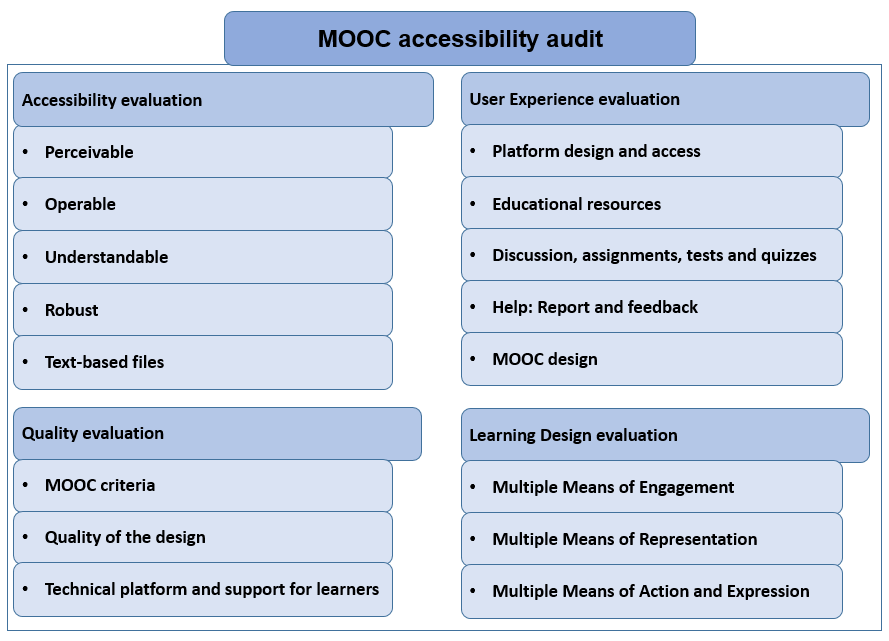 MOOC accessibility audit
Accessibility evaluation
• Perceivable
• Operable
• Understandable
• Robust
• Text-based files
User Experience evaluation
• Platform design and access
• Educational resources
• Discussion, assignments, tests and quizzes
• Help: Report and feedback
• MOOC design
Quality evaluation
• MOOC criteria
• Quality of the design
• Technical platform and support for learners
Learning Design evaluation
• Multiple Means of Engagement
• Multiple Means of Representation
• Multiple Means of Action and Expression